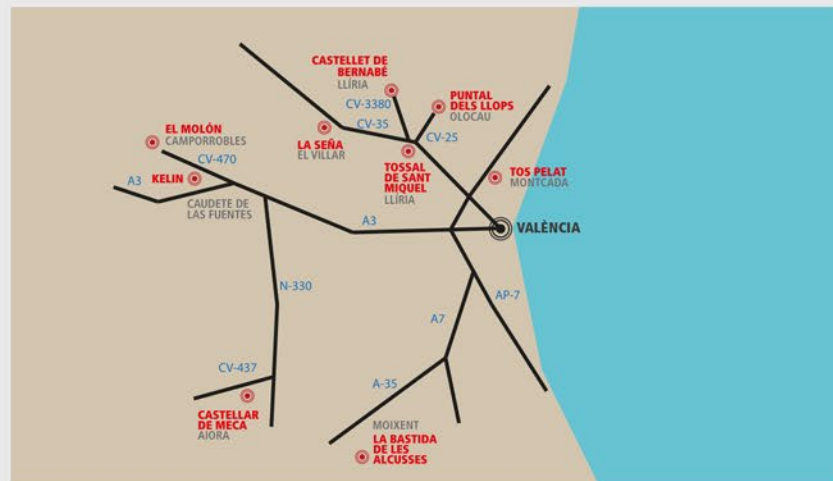 CASTELLET DE
BERNABÉ
LLÍRIA
CV-3380
PUNTAL
DELS LLOPS
OLOCAU
CV-35
CV-25
EL MOLÓN
CAMPORROBLES
LA SEÑA
EL VILLAR
CV-470
TOSSAL
DE SANT
MIQUEL
LLÍRIA
TOS PELAT
MONTCADA
A3
KELIN
CAUDETE DE
LAS FUENTES
A3
VALÈNCIA
N-330
AP-7
A7
CV-437
A-35
CASTELLAR
DE MECA
AIORA
MOIXENT
LA BASTIDA
DE LES
ALCUSSES